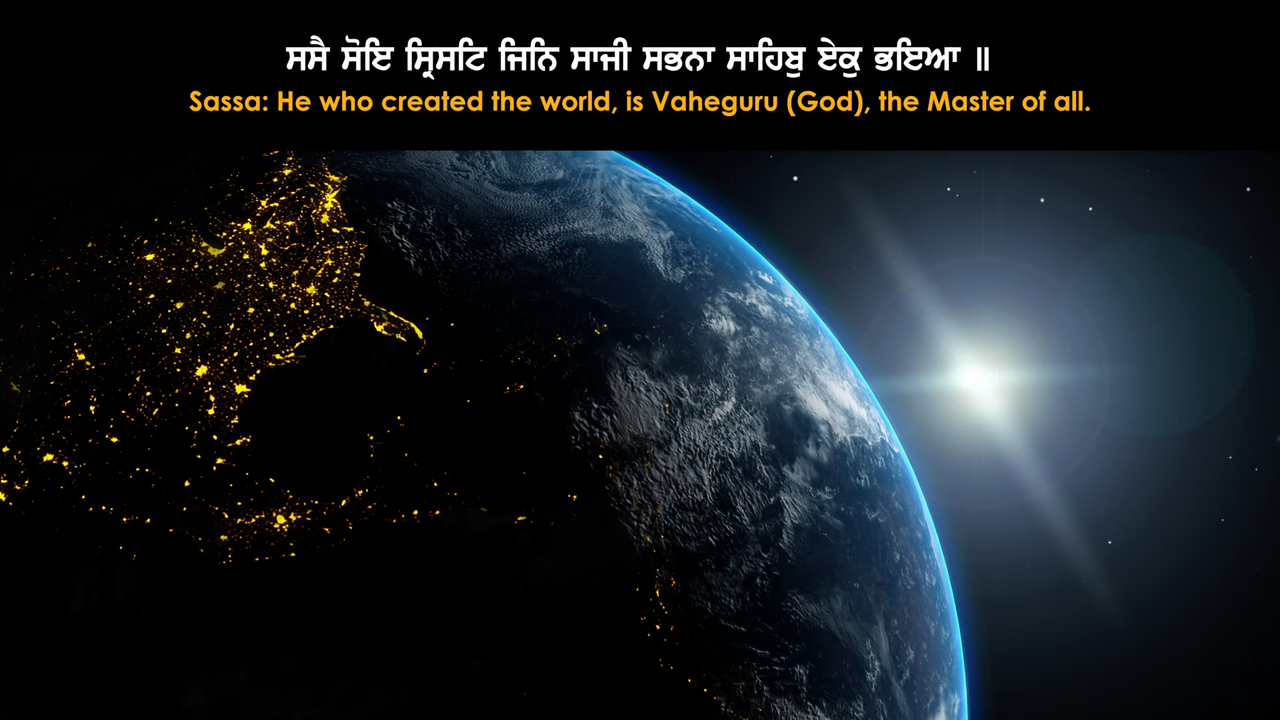 ਸਸੈ ਸੋਇ ਸ੍ਰਿਸਟਿ ਜਿਨਿ ਸਾਜੀ ਸਭਨਾ ਸਾਹਿਬੁ ਏਕੁ ਭਇਆ ॥
Sassa: He who created the world, is Vaheguru (God), the Master of all.